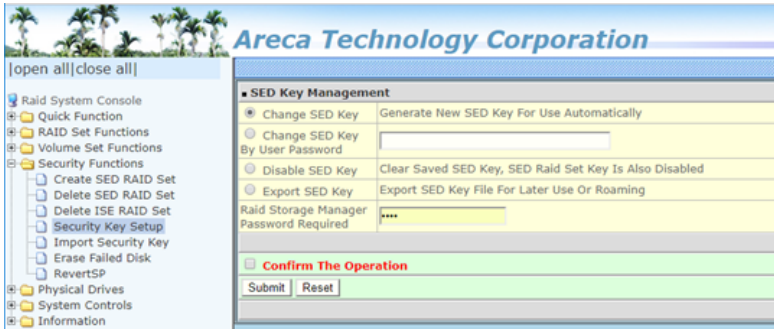 Areca Technology Corporation
|open all|close all|
Raid System Console
Quick Function
RAID Set Functions
Volume Set Functions
Security Functions
Create SED RAID Set
Delete SED RAID Set
Delete ISE RAID Set
Security Key Setup
Import Security Key
Erase Failed Disk
RevertSP
Physical Drives
System Controls
Information
SED Key Management
Change SED Key Generate New SED Key For Use Automatically
Change SED Key
By User Password
Disable SED Key Clear Saved SED Key, SED Raid Set Key Is Also Disabled
Export SED Key Export SED Key File For Later Use Or Roaming
Raid Storage Manager
Password Required ••••
Confirm The Operation
Submit Reset